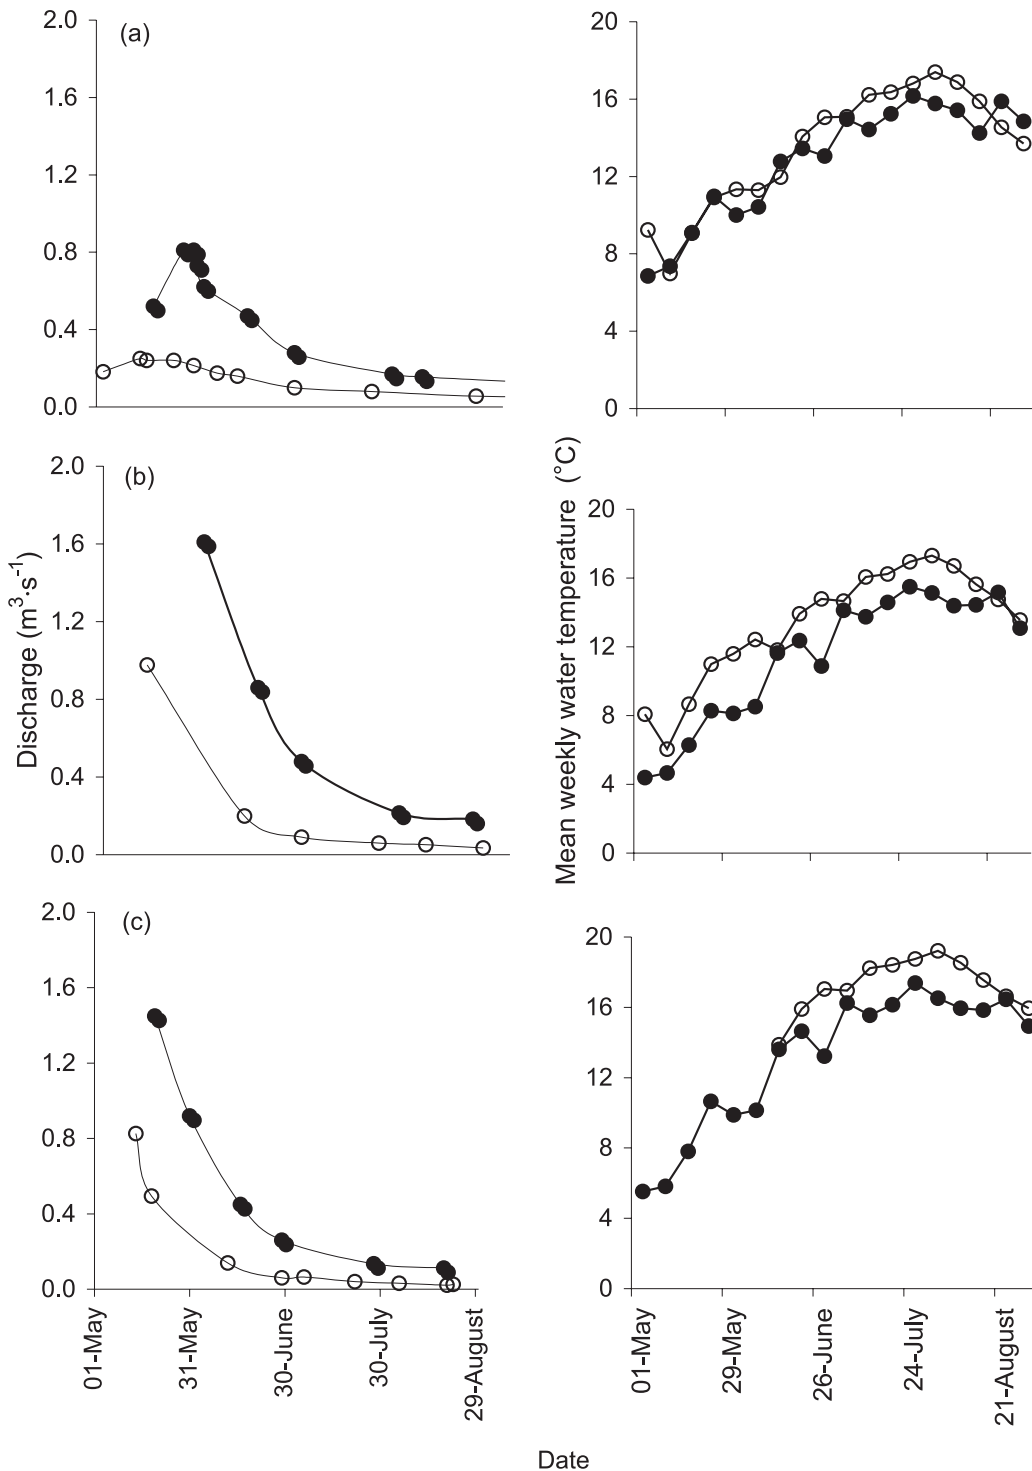 (a)
2.0
1.6
1.2
0.8
0.4
0.0
20
16
12
8
4
0
(b)
2.0
1.6
1.2
0.8
0.4
0.0
20
16
12
8
4
0
(c)
2.0
1.6
1.2
0.8
0.4
0.0
20
16
12
8
4
0
Discharge (m³·s⁻¹)
Mean weekly water temperature (°C)
01-May
31-May
30-June
30-July
29-August
01-May
29-May
26-June
24-July
21-August
Date